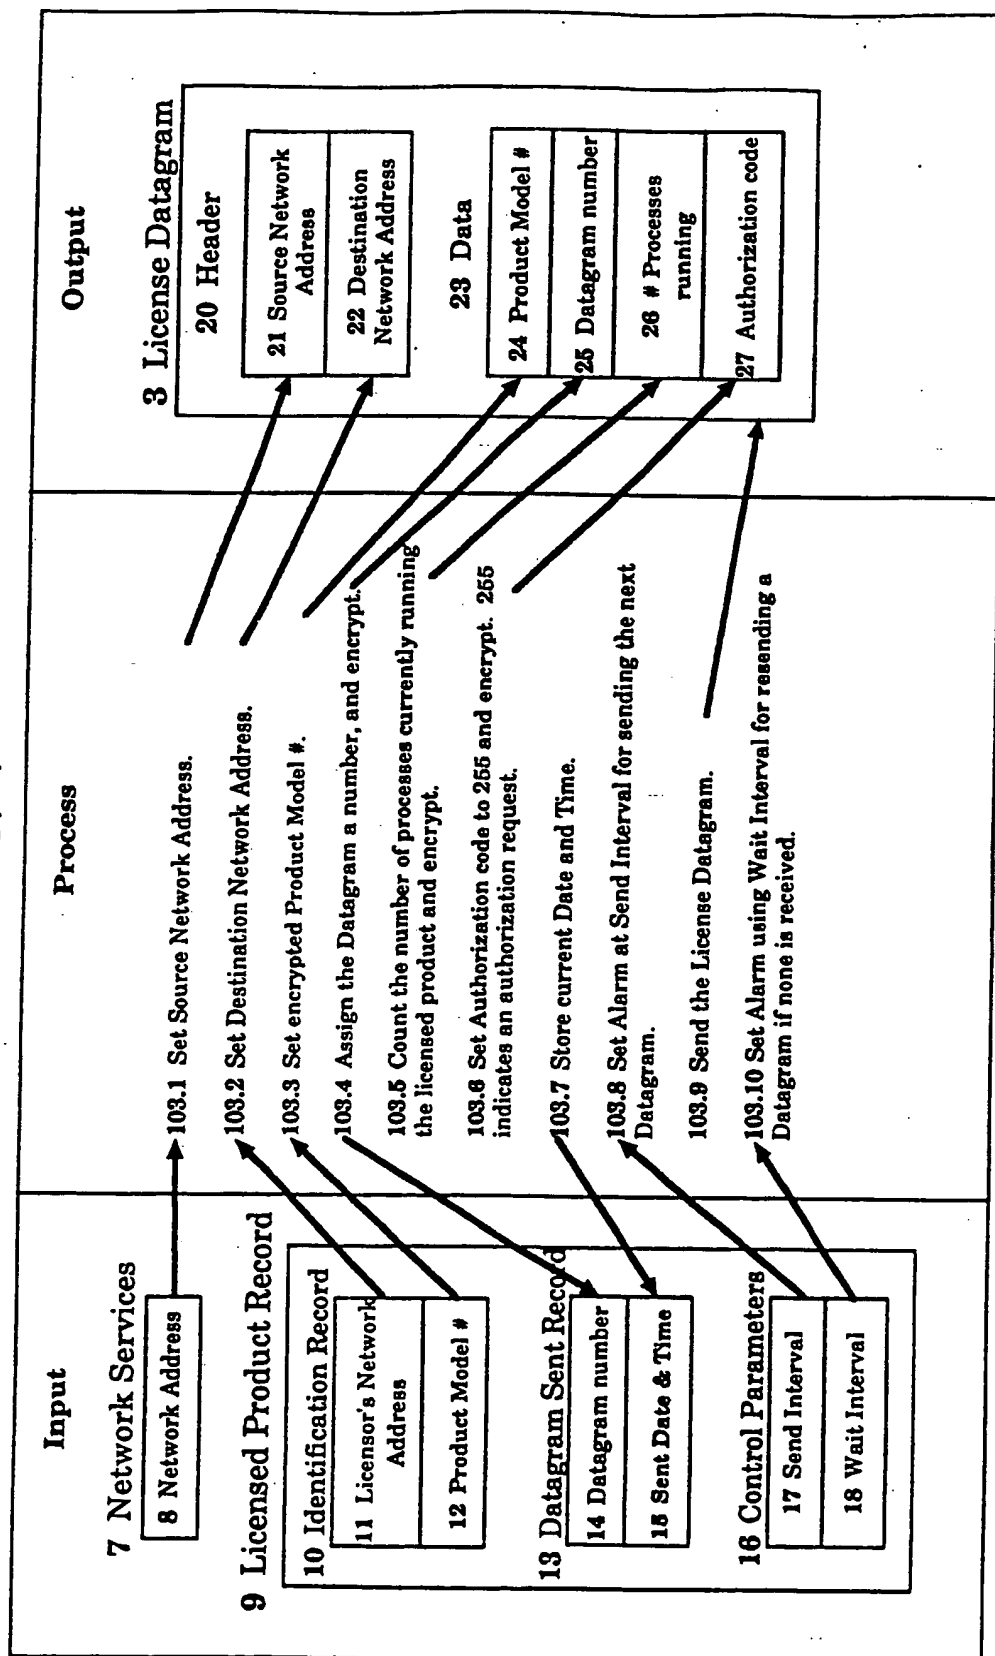 Input
7 Network Services
8 Network Address
9 Licensed Product Record
10 Identification Record
11 Licensor's Network
Address
12 Product Model #
13 Datagram Sent Record
14 Datagram number
15 Sent Date & Time
16 Control Parameters
17 Send Interval
18 Wait Interval
Process
103.1 Set Source Network Address.
103.2 Set Destination Network Address.
103.3 Set encrypted Product Model #.
103.4 Assign the Datagram a number, and encrypt.
103.5 Count the number of processes currently running
the licensed product and encrypt.
103.6 Set Authorization code to 255 and encrypt. 255
indicates an authorization request.
103.7 Store current Date and Time.
103.8 Set Alarm at Send Interval for sending the next
Datagram.
103.9 Send the License Datagram.
103.10 Set Alarm using Wait Interval for resending a
Datagram if none is received.
Output
3 License Datagram
20 Header
21 Source Network
Address
22 Destination
Network Address
23 Data
24 Product Model #
25 Datagram number
26 # Processes
running
27 Authorization code